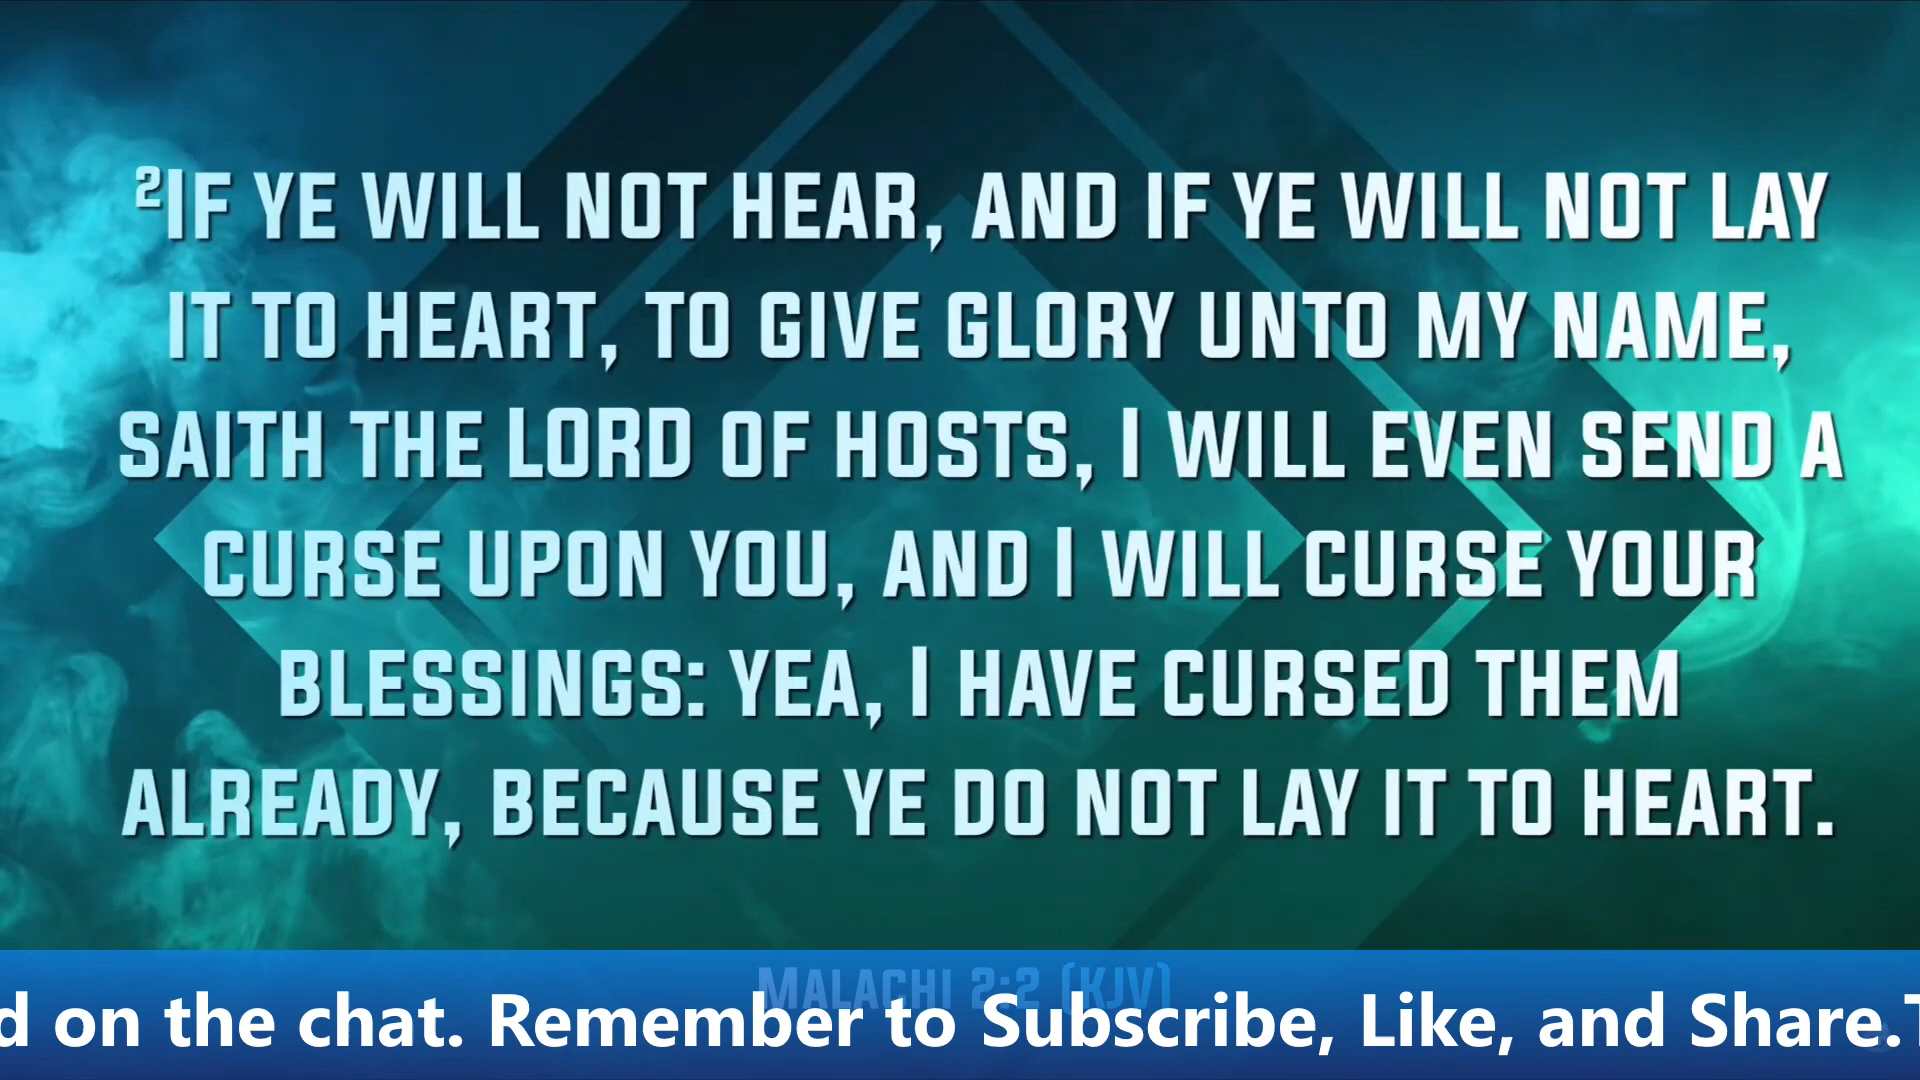 ²IF YE WILL NOT HEAR, AND IF YE WILL NOT LAY
IT TO HEART, TO GIVE GLORY UNTO MY NAME,
SAITH THE LORD OF HOSTS, I WILL EVEN SEND A
CURSE UPON YOU, AND I WILL CURSE YOUR
BLESSINGS: YEA, I HAVE CURSED THEM
ALREADY, BECAUSE YE DO NOT LAY IT TO HEART.
MALACHI 2:2 (KJV)
d on the chat. Remember to Subscribe, Like, and Share.T